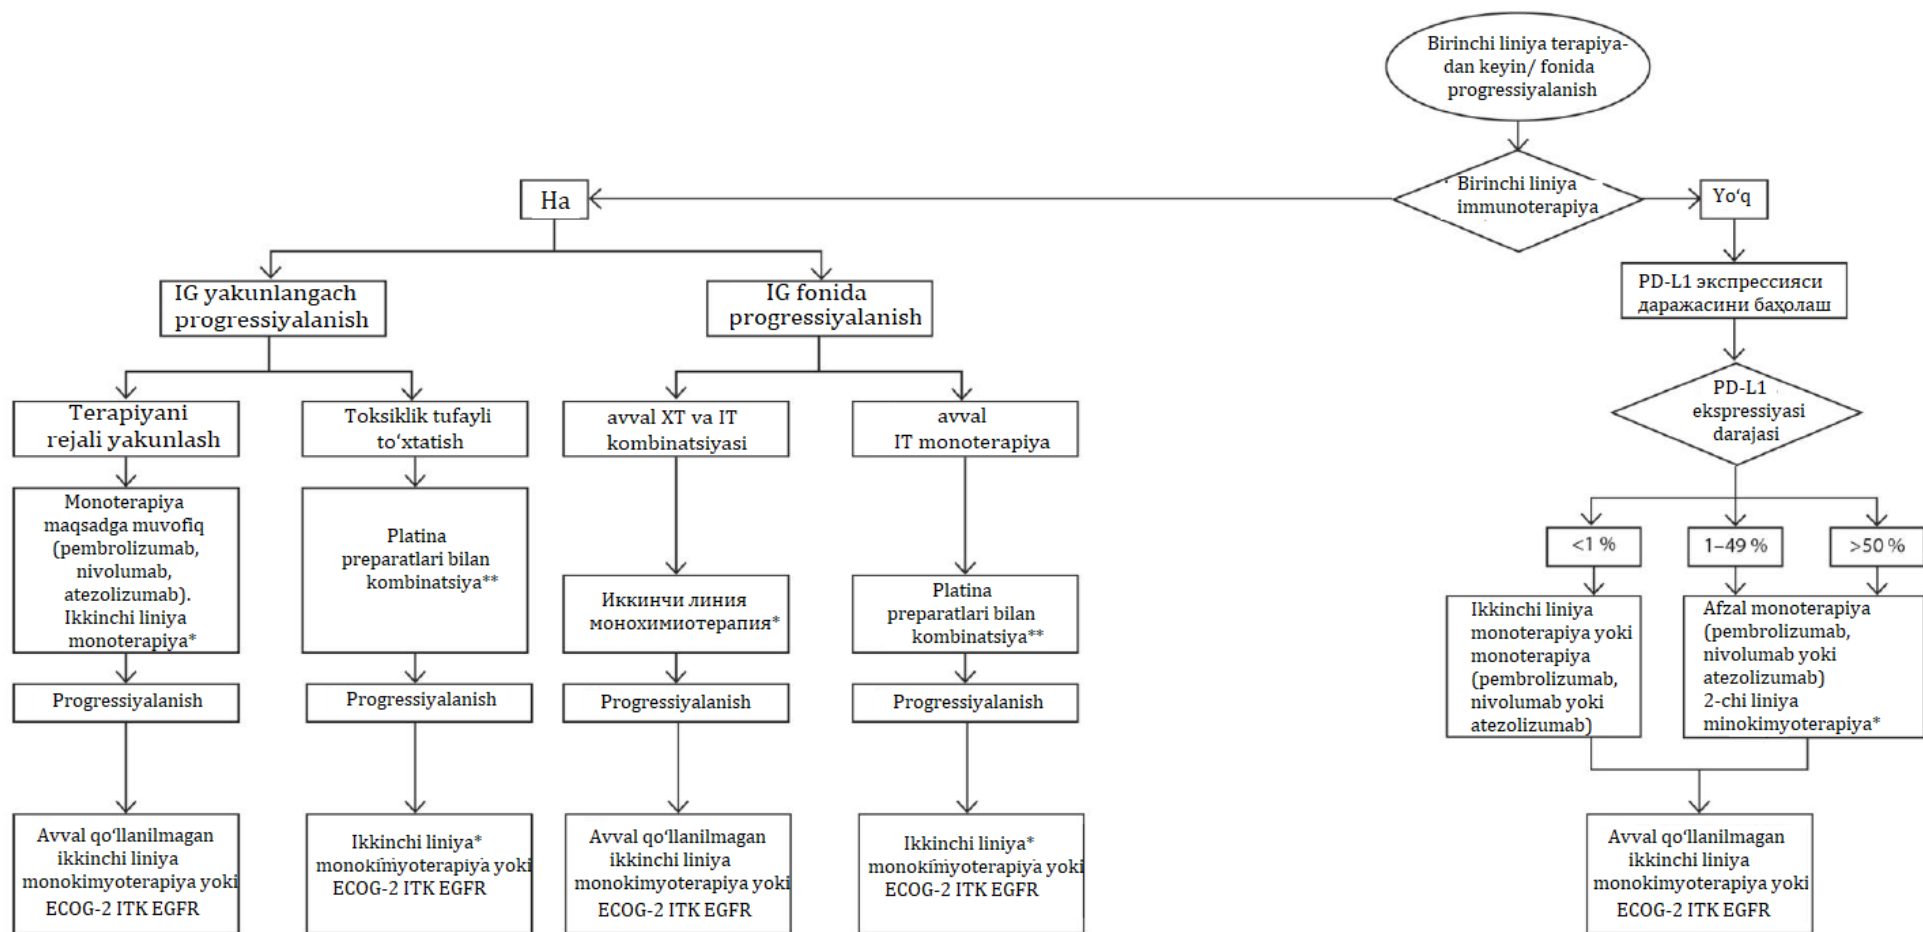 Birinchi liniya terapiya-
dan keyin/ fonida
progressiyalanish
Birinchi liniya
immunoterapiya
Ha
Yo‘q
IG yakunlangach
progressiyalanish
IG fonida
progressiyalanish
PD-L1 экспрессияси
даражасини баҳолаш
Terapiyani
rejali yakunlash
Toksiklik tufayli
to‘xtatish
avval XT va IT
kombinatsiyasi
avval
IT monoterapiya
PD-L1
ekspressiyasi
darajasi
Monoterapiya
maqsadga muvofiq
(pembrolizumab,
nivolumab,
atezolizumab).
Ikkinchi liniya
monoterapiya*
Platina
preparatlari bilan
kombinatsiya**
Иккинчи линия
монохимиотерапия*
Platina
preparatlari bilan
kombinatsiya**
<1 %
1–49 %
>50 %
Ikkinchi liniya
monoterapiya yoki
monoterapiya
(pembrolizumab,
nivolumab yoki
atezolizumab)
Afzal monoterapiya
(pembrolizumab,
nivolumab yoki
atezolizumab)
2-chi liniya
minokimyoterapiya*
Progressiyalanish
Progressiyalanish
Progressiyalanish
Progressiyalanish
Avval qo‘llanilmagan
ikkinchi liniya
monokimyoterapiya yoki
ECOG-2 ITK EGFR
Ikkinchi liniya*
monokimyoterapiya yoki
ECOG-2 ITK EGFR
Avval qo‘llanilmagan
ikkinchi liniya
monokimyoterapiya yoki
ECOG-2 ITK EGFR
Ikkinchi liniya*
monokimyoterapiya yoki
ECOG-2 ITK EGFR
Avval qo‘llanilmagan
ikkinchi liniya
monokimyoterapiya yoki
ECOG-2 ITK EGFR